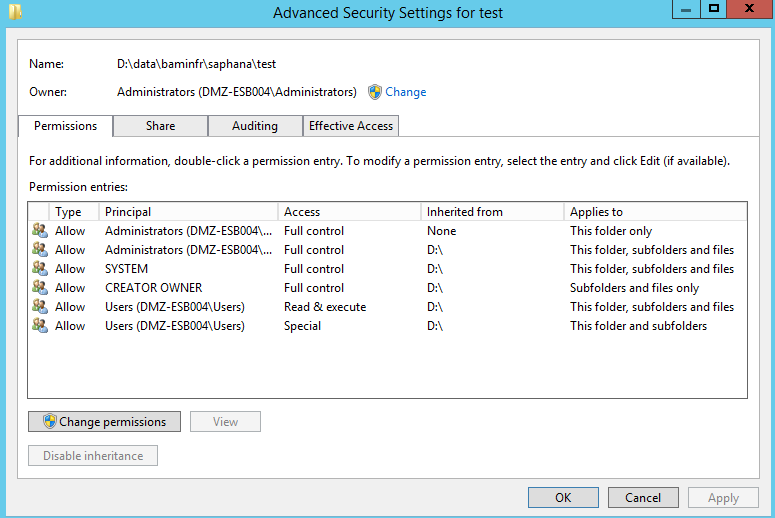 Advanced Security Settings for test
Name: D:\data\baminfr\saphana\test
Owner: Administrators (DMZ-ESB004\Administrators) Change
Permissions Share Auditing Effective Access
For additional information, double-click a permission entry. To modify a permission entry, select the entry and click Edit (if available).
Permission entries:
Type Principal Access Inherited from Applies to
Allow Administrators (DMZ-ESB004\... Full control None This folder only
Allow Administrators (DMZ-ESB004\... Full control D:\ This folder, subfolders and files
Allow SYSTEM Full control D:\ This folder, subfolders and files
Allow CREATOR OWNER Full control D:\ Subfolders and files only
Allow Users (DMZ-ESB004\Users) Read & execute D:\ This folder, subfolders and files
Allow Users (DMZ-ESB004\Users) Special D:\ This folder and subfolders
Change permissions View
Disable inheritance
OK Cancel Apply